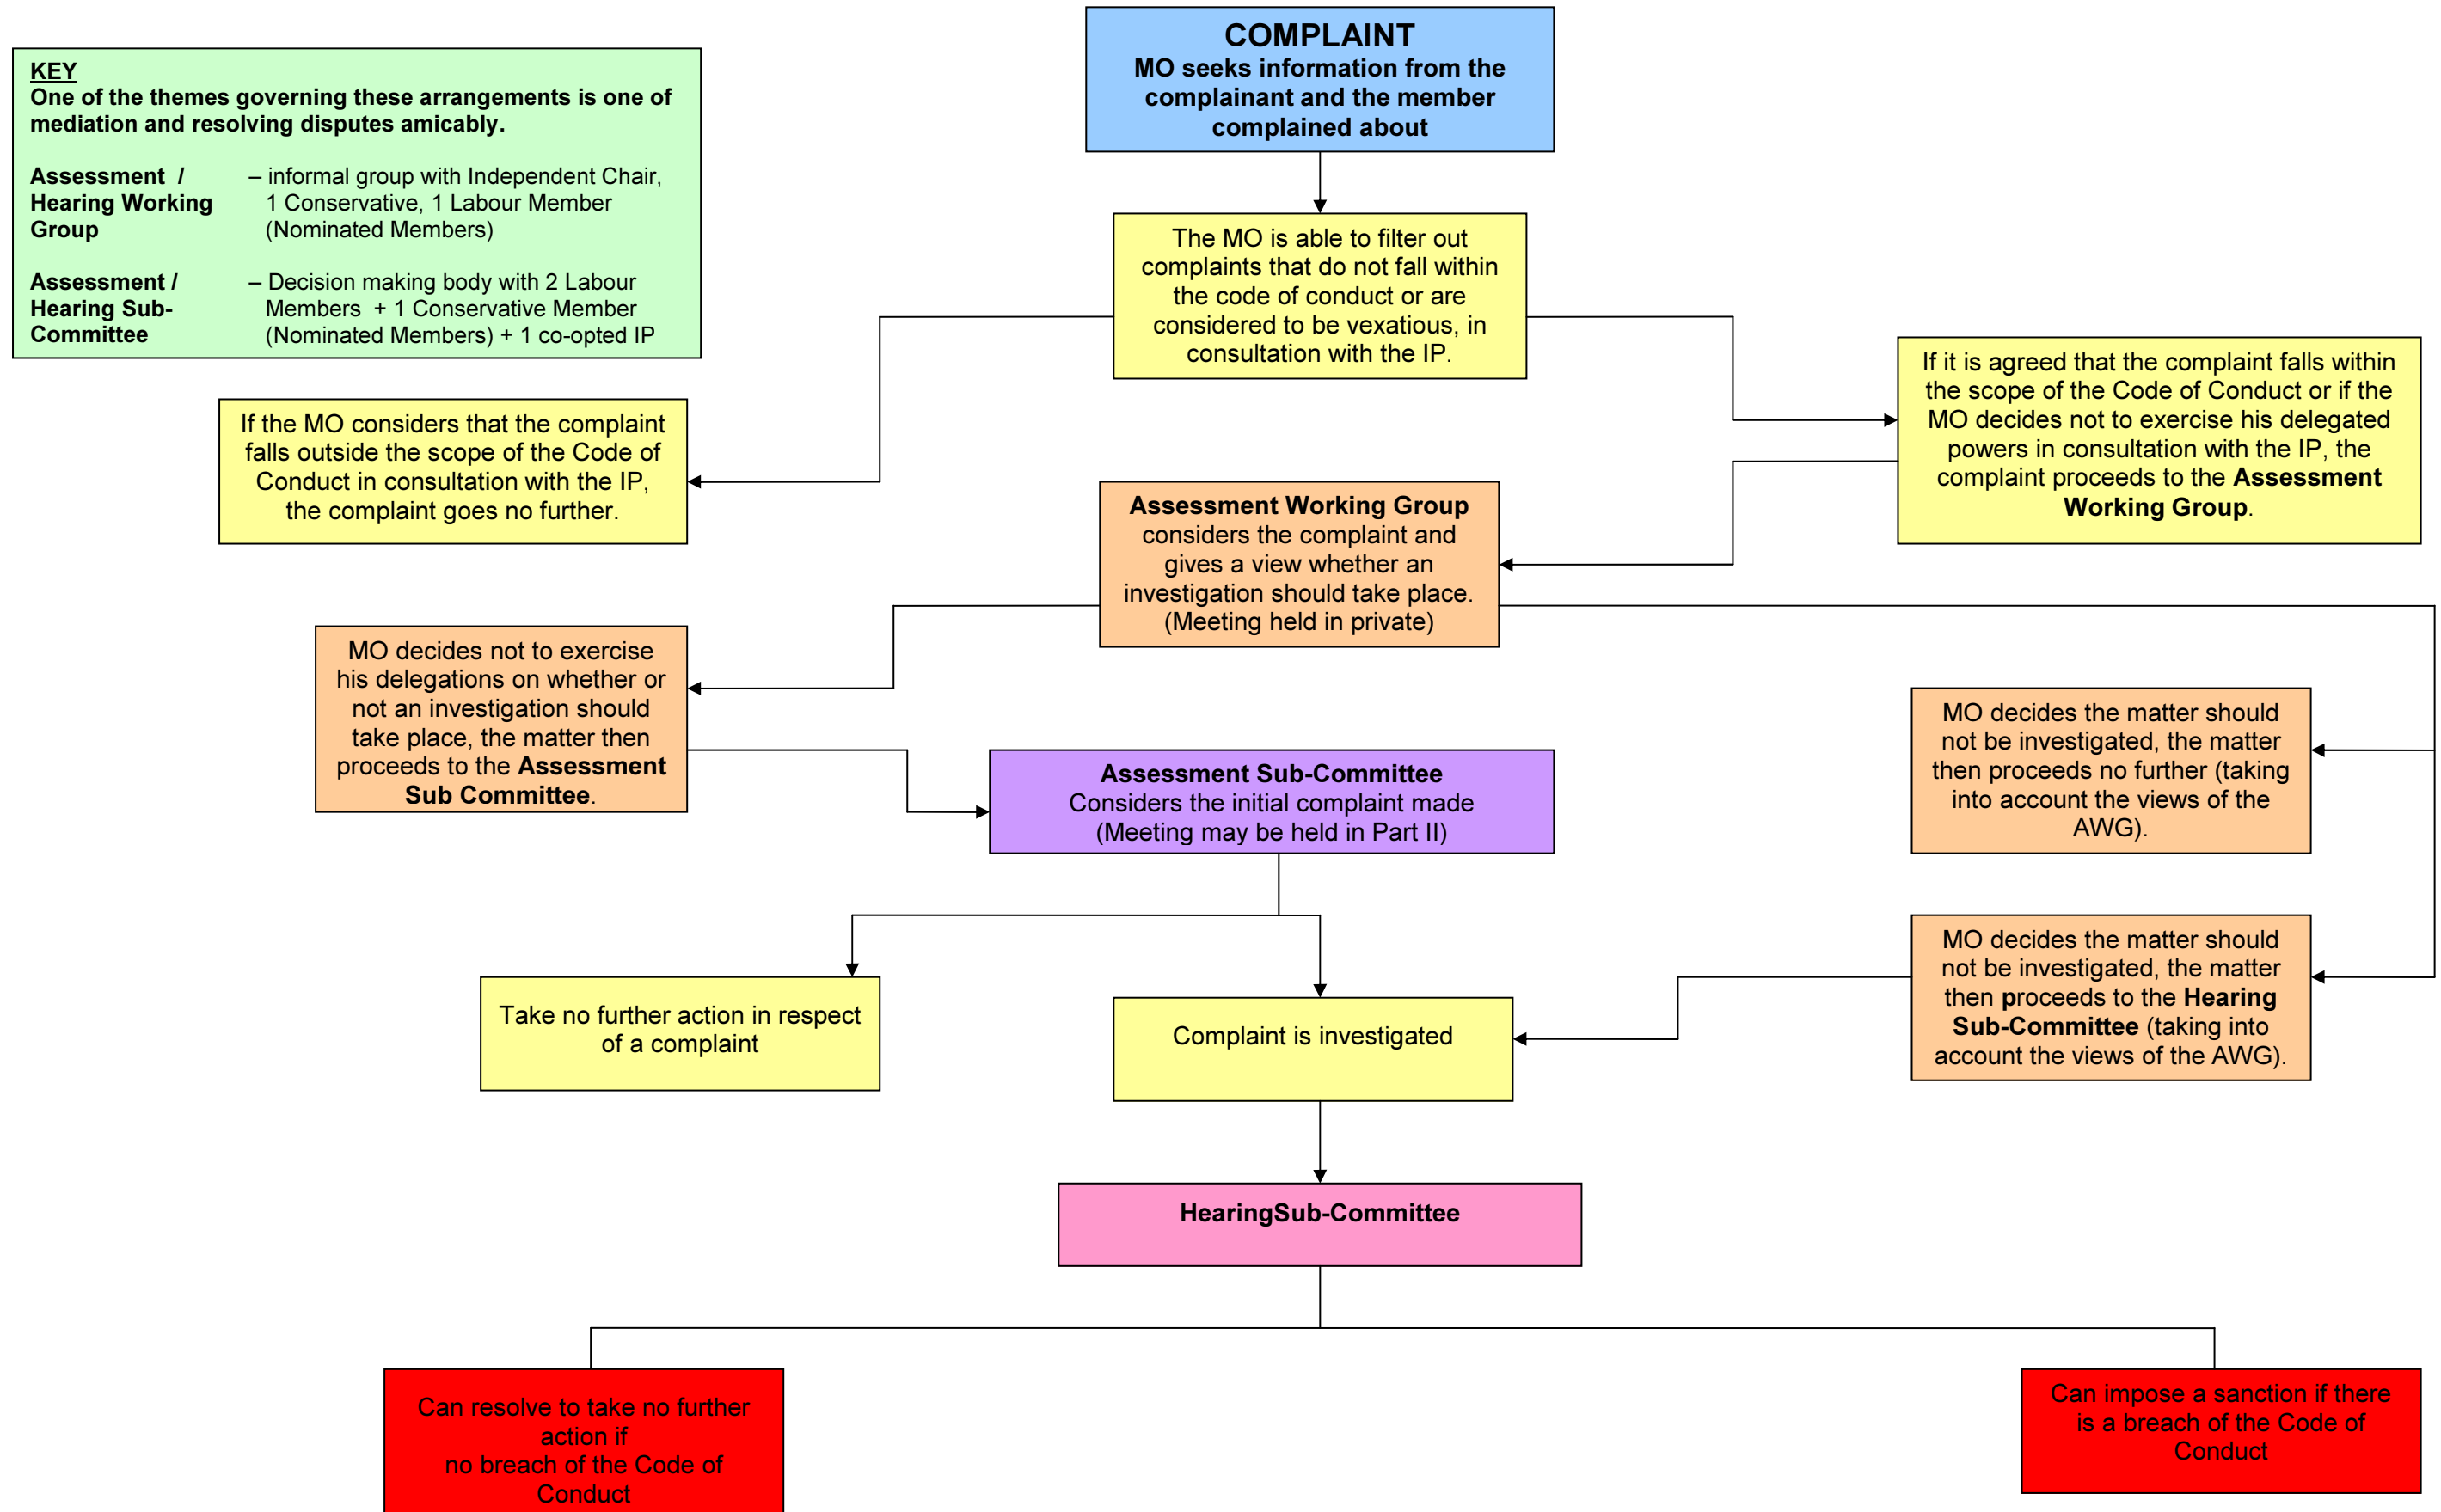 KEY
One of the themes governing these arrangements is one of
mediation and resolving disputes amicably.
Assessment / – informal group with Independent Chair,
Hearing Working 1 Conservative, 1 Labour Member
Group (Nominated Members)
Assessment / – Decision making body with 2 Labour
Hearing Sub- Members + 1 Conservative Member
Committee (Nominated Members) + 1 co-opted IP
COMPLAINT
MO seeks information from the
complainant and the member
complained about
The MO is able to filter out
complaints that do not fall within
the code of conduct or are
considered to be vexatious, in
consultation with the IP.
If the MO considers that the complaint
falls outside the scope of the Code of
Conduct in consultation with the IP,
the complaint goes no further.
If it is agreed that the complaint falls within
the scope of the Code of Conduct or if the
MO decides not to exercise his delegated
powers in consultation with the IP, the
complaint proceeds to the Assessment
Working Group.
Assessment Working Group
considers the complaint and
gives a view whether an
investigation should take place.
(Meeting held in private)
MO decides not to exercise
his delegations on whether or
not an investigation should
take place, the matter then
proceeds to the Assessment
Sub Committee.
MO decides the matter should
not be investigated, the matter
then proceeds no further (taking
into account the views of the
AWG).
Assessment Sub-Committee
Considers the initial complaint made
(Meeting may be held in Part II)
MO decides the matter should
not be investigated, the matter
then proceeds to the Hearing
Sub-Committee (taking into
account the views of the AWG).
Take no further action in respect
of a complaint
Complaint is investigated
HearingSub-Committee
Can resolve to take no further
action if
no breach of the Code of
Conduct
Can impose a sanction if there
is a breach of the Code of
Conduct